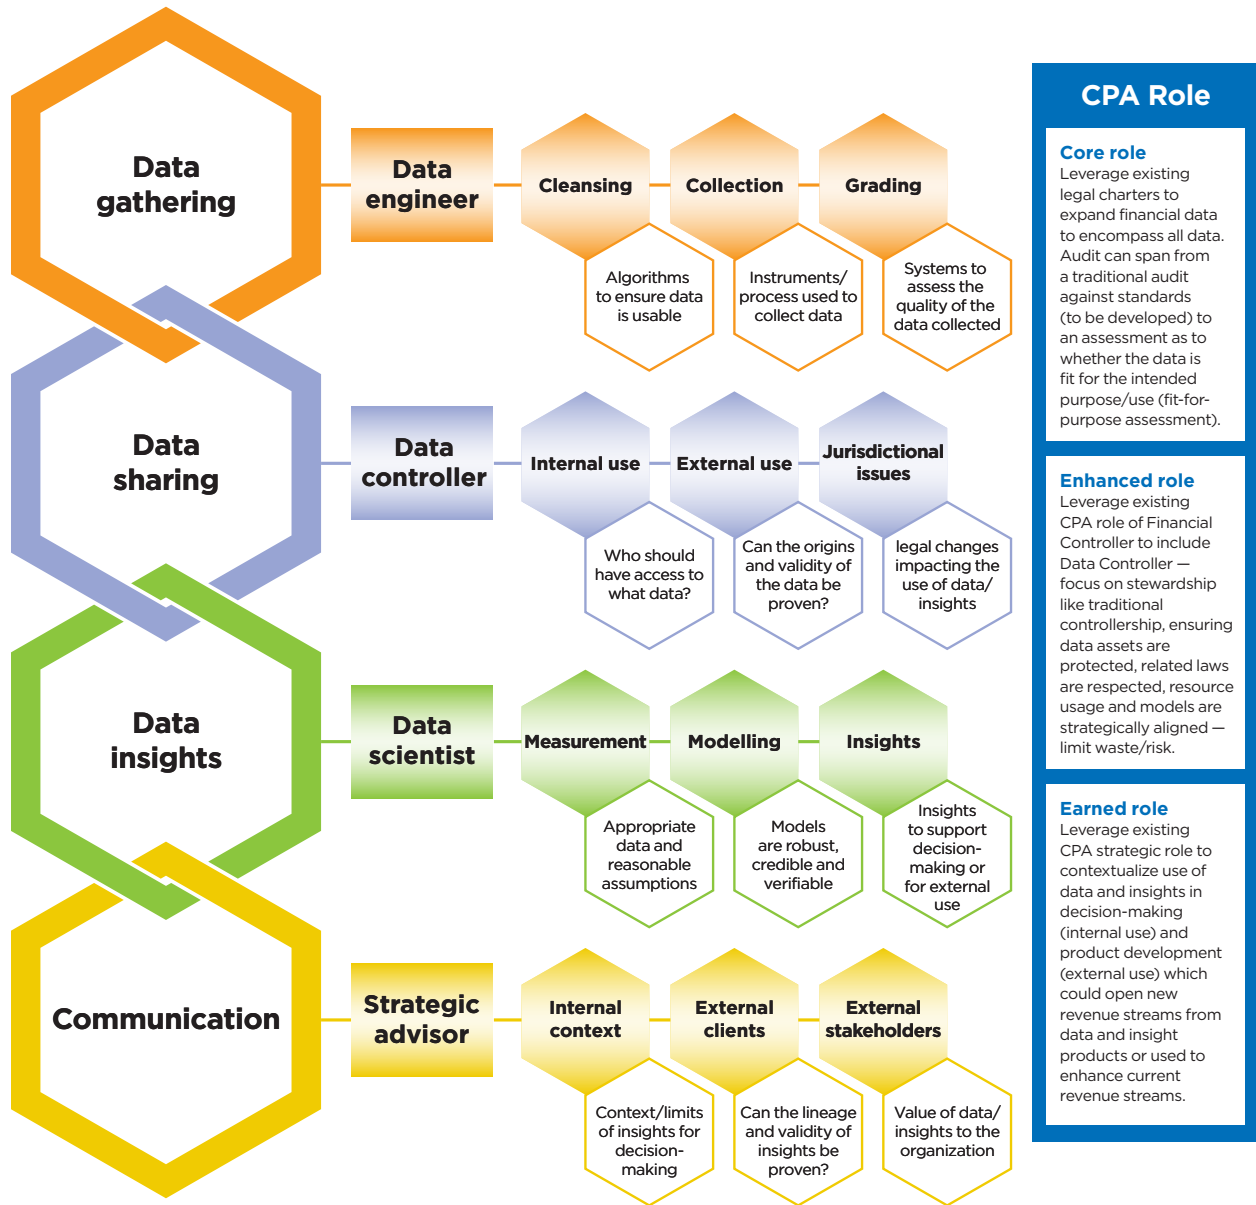 Data
gathering
Data
engineer
Cleansing
Collection
Grading
Algorithms
to ensure data
is usable
Instruments/
process used to
collect data
Systems to
assess the
quality of the
data collected
Data
sharing
Data
controller
Internal use
External use
Jurisdictional
issues
Who should
have access to
what data?
Can the origins
and validity of
the data be
proven?
legal changes
impacting the
use of data/
insights
Data
insights
Data
scientist
Measurement
Modelling
Insights
Appropriate
data and
reasonable
assumptions
Models
are robust,
credible and
verifiable
Insights
to support
decision-
making or
for external
use
Communication
Strategic
advisor
Internal
context
External
clients
External
stakeholders
Context/limits
of insights for
decision-
making
Can the lineage
and validity of
insights be
proven?
Value of data/
insights to the
organization
CPA Role
Core role
Leverage existing
legal charters to
expand financial data
to encompass all data.
Audit can span from
a traditional audit
against standards
(to be developed) to
an assessment as to
whether the data is
fit for the intended
purpose/use (fit-for-
purpose assessment).
Enhanced role
Leverage existing
CPA role of Financial
Controller to include
Data Controller —
focus on stewardship
like traditional
controllership, ensuring
data assets are
protected, related laws
are respected, resource
usage and models are
strategically aligned —
limit waste/risk.
Earned role
Leverage existing
CPA strategic role to
contextualize use of
data and insights in
decision-making
(internal use) and
product development
(external use) which
could open new
revenue streams from
data and insight
products or used to
enhance current
revenue streams.